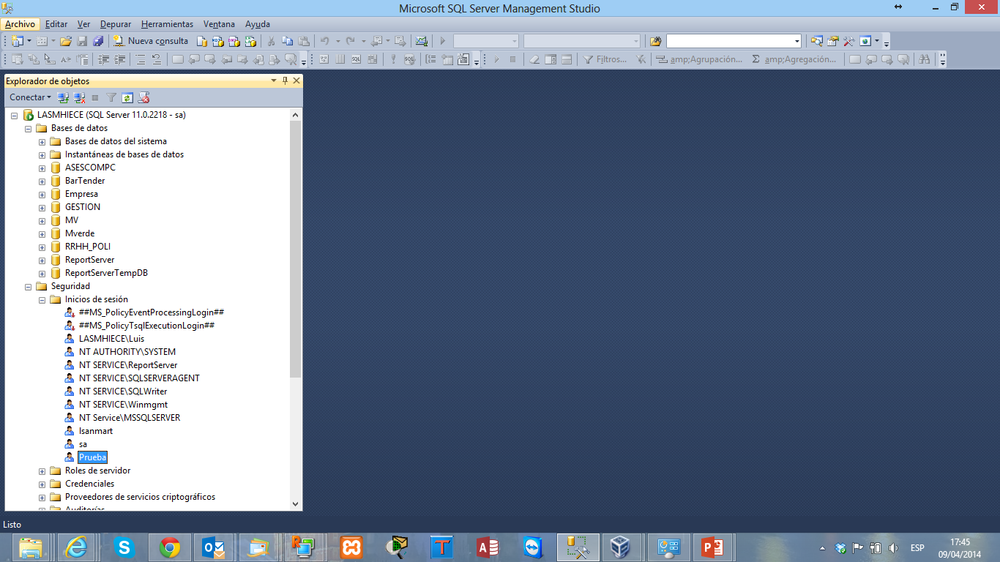 Microsoft SQL Server Management Studio
Archivo Editar Ver Depurar Herramientas Ventana Ayuda
Nueva consulta
Filtros... amp;Agrupación... amp;Agregación...
Explorador de objetos
Conectar
LASMHIECE (SQL Server 11.0.2218 - sa)
Bases de datos
Bases de datos del sistema
Instantáneas de bases de datos
ASESCOMPC
BarTender
Empresa
GESTION
MV
Mverde
RRHH_POLI
ReportServer
ReportServerTempDB
Seguridad
Inicios de sesión
##MS_PolicyEventProcessingLogin##
##MS_PolicyTsqlExecutionLogin##
LASMHIECE\Luis
NT AUTHORITY\SYSTEM
NT SERVICE\ReportServer
NT SERVICE\SQLSERVERAGENT
NT SERVICE\SQLWriter
NT SERVICE\Winmgmt
NT Service\MSSQLSERVER
lsanmart
sa
Prueba
Roles de servidor
Credenciales
Proveedores de servicios criptográficos
Auditorías
Listo
ESP
17:45
09/04/2014